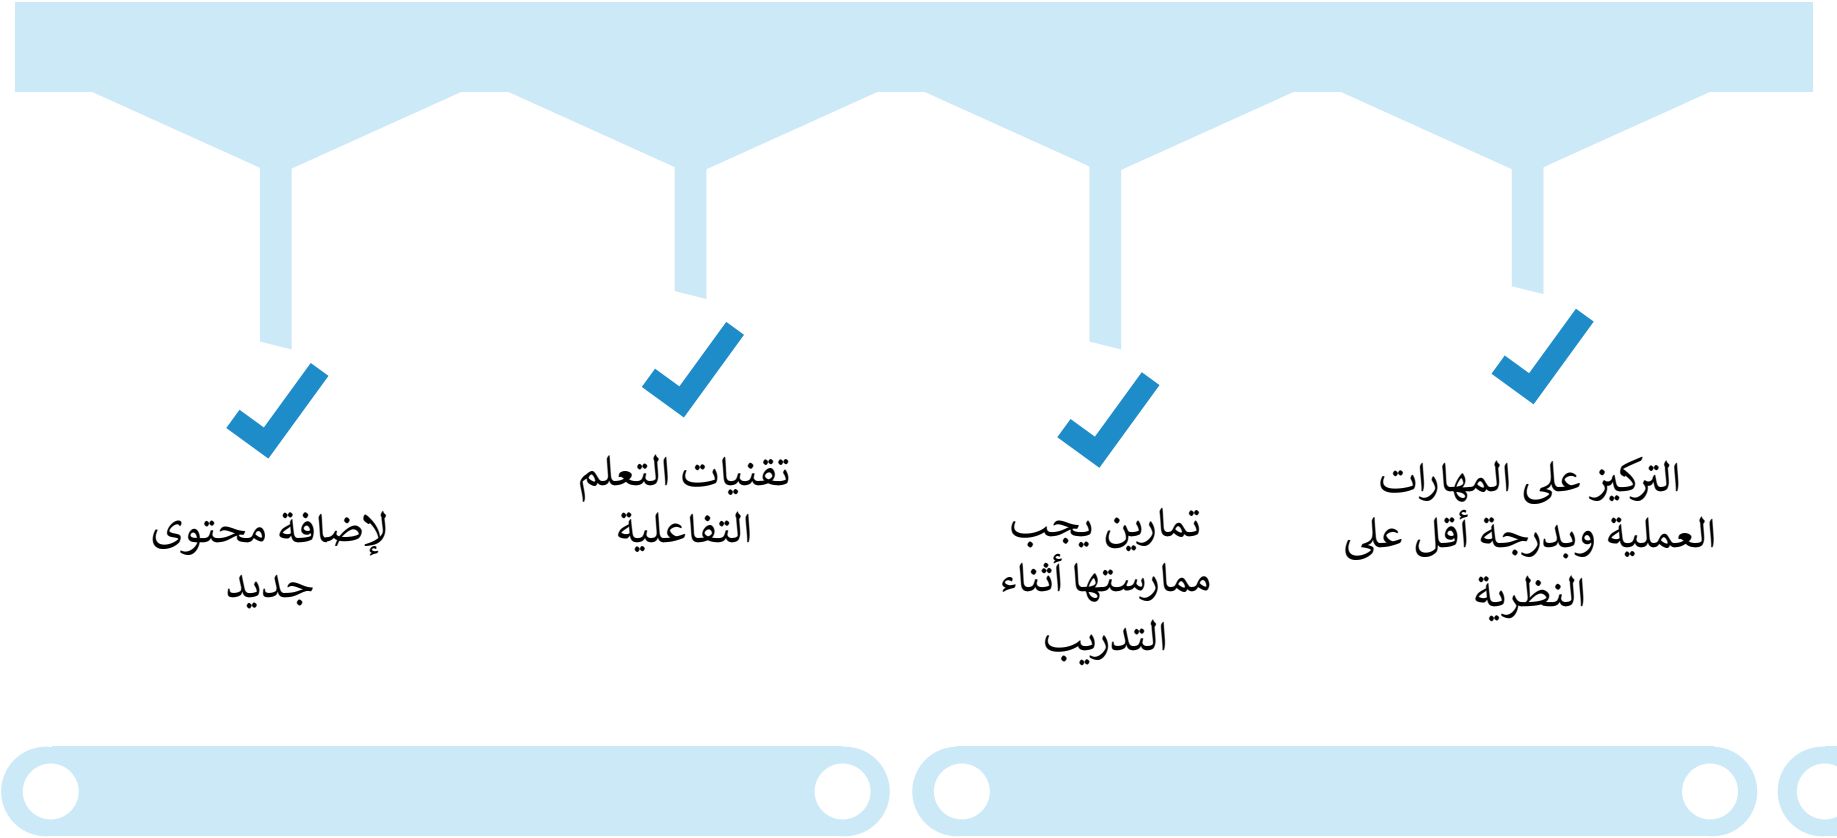 التركيز على المهارات
العملية وبدرجة أقل على
النظرية
تمارين يجب
ممارستها أثناء
التدريب
تقنيات التعلم
التفاعلية
لإضافة محتوى
جديد